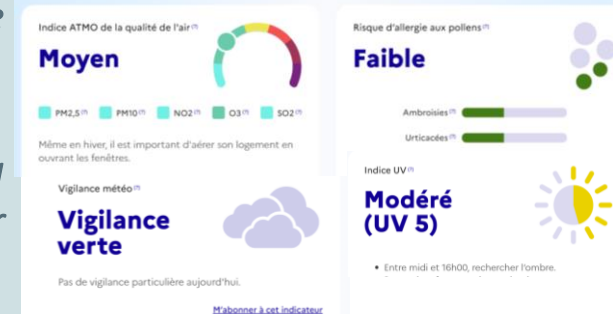 Indice ATMO de la qualité de l'air (?)
Moyen
PM2,5 (?) PM10 (?) NO2 (?) O3 (?) SO2 (?)
Même en hiver, il est important d'aérer son logement en
ouvrant les fenêtres.
Risque d'allergie aux pollens (?)
Faible
Ambroisies (?)
Urticacées (?)
Vigilance météo (?)
Vigilance
verte
Pas de vigilance particulière aujourd'hui.
M'abonner à cet indicateur
Indice UV (?)
Modéré
(UV 5)
• Entre midi et 16h00, rechercher l'ombre.